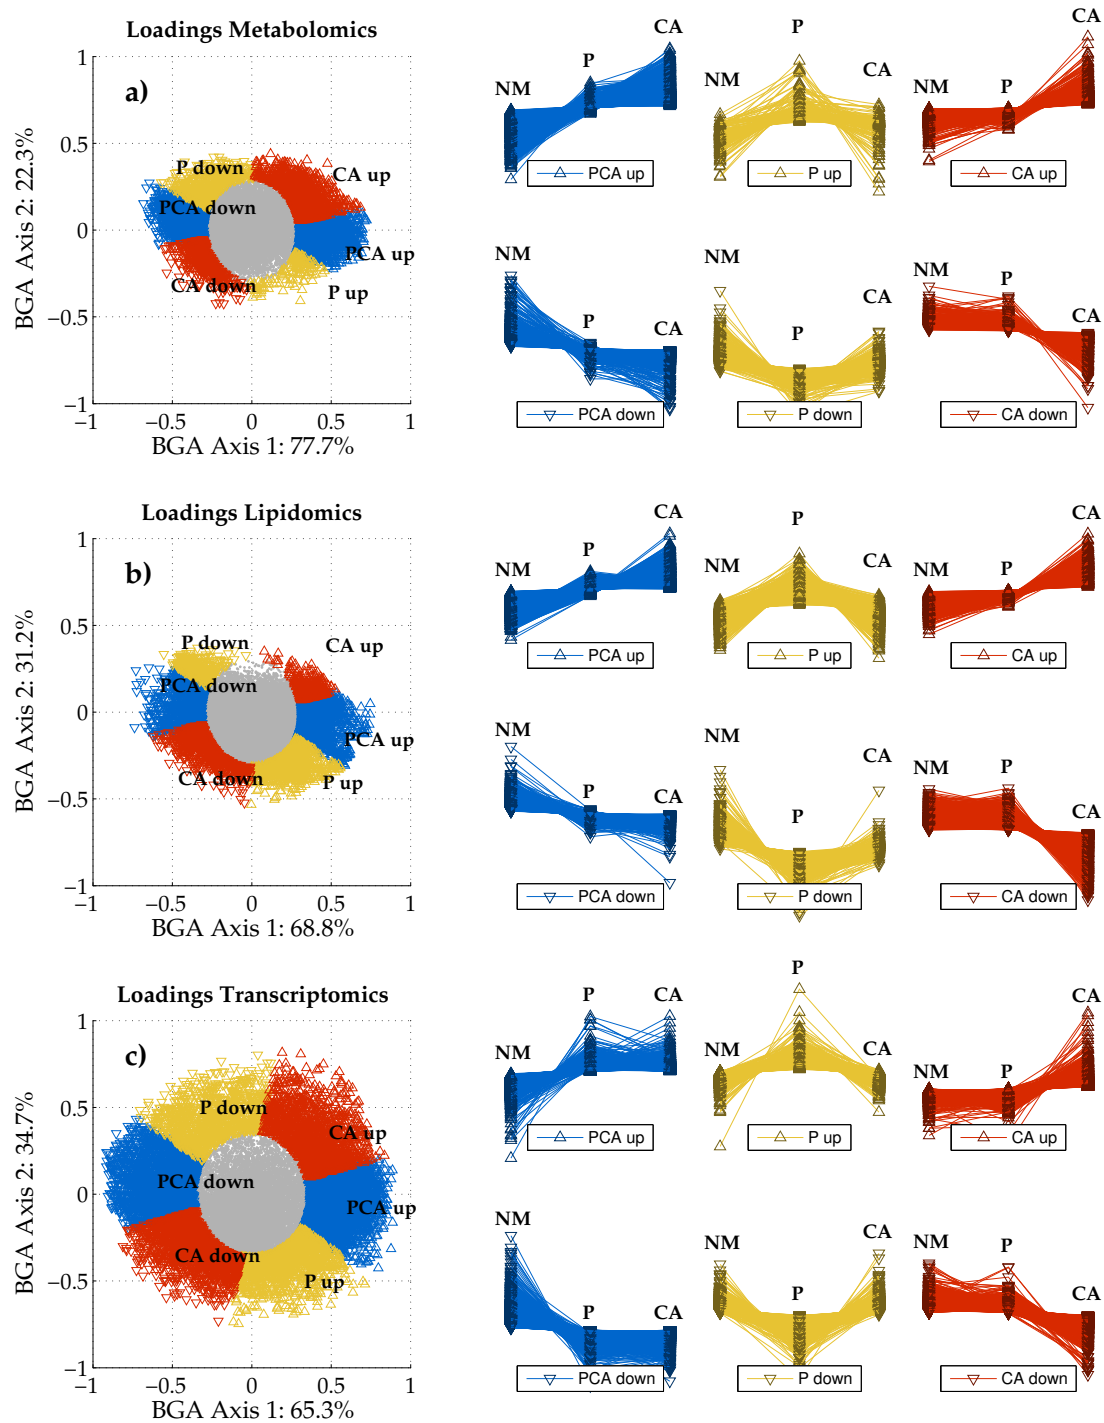 Loadings Metabolomics
a)
1
0.5
0
−0.5
−1
−1
−0.5
0
0.5
1
BGA Axis 2: 22.3%
BGA Axis 1: 77.7%
P down
CA up
PCA down
PCA up
CA down
P up
NM
P
CA
PCA up
NM
P
CA
P up
NM
P
CA
CA up
NM
P
CA
PCA down
NM
P
CA
P down
NM
P
CA
CA down
Loadings Lipidomics
b)
1
0.5
0
−0.5
−1
−1
−0.5
0
0.5
1
BGA Axis 2: 31.2%
BGA Axis 1: 68.8%
P down
CA up
PCA down
PCA up
CA down
P up
NM
P
CA
PCA up
NM
P
CA
P up
NM
P
CA
CA up
NM
P
CA
PCA down
NM
P
CA
P down
NM
P
CA
CA down
Loadings Transcriptomics
c)
1
0.5
0
−0.5
−1
−1
−0.5
0
0.5
1
BGA Axis 2: 34.7%
BGA Axis 1: 65.3%
P down
CA up
PCA down
PCA up
CA down
P up
NM
P
CA
PCA up
NM
P
CA
P up
NM
P
CA
CA up
NM
P
CA
PCA down
NM
P
CA
P down
NM
P
CA
CA down